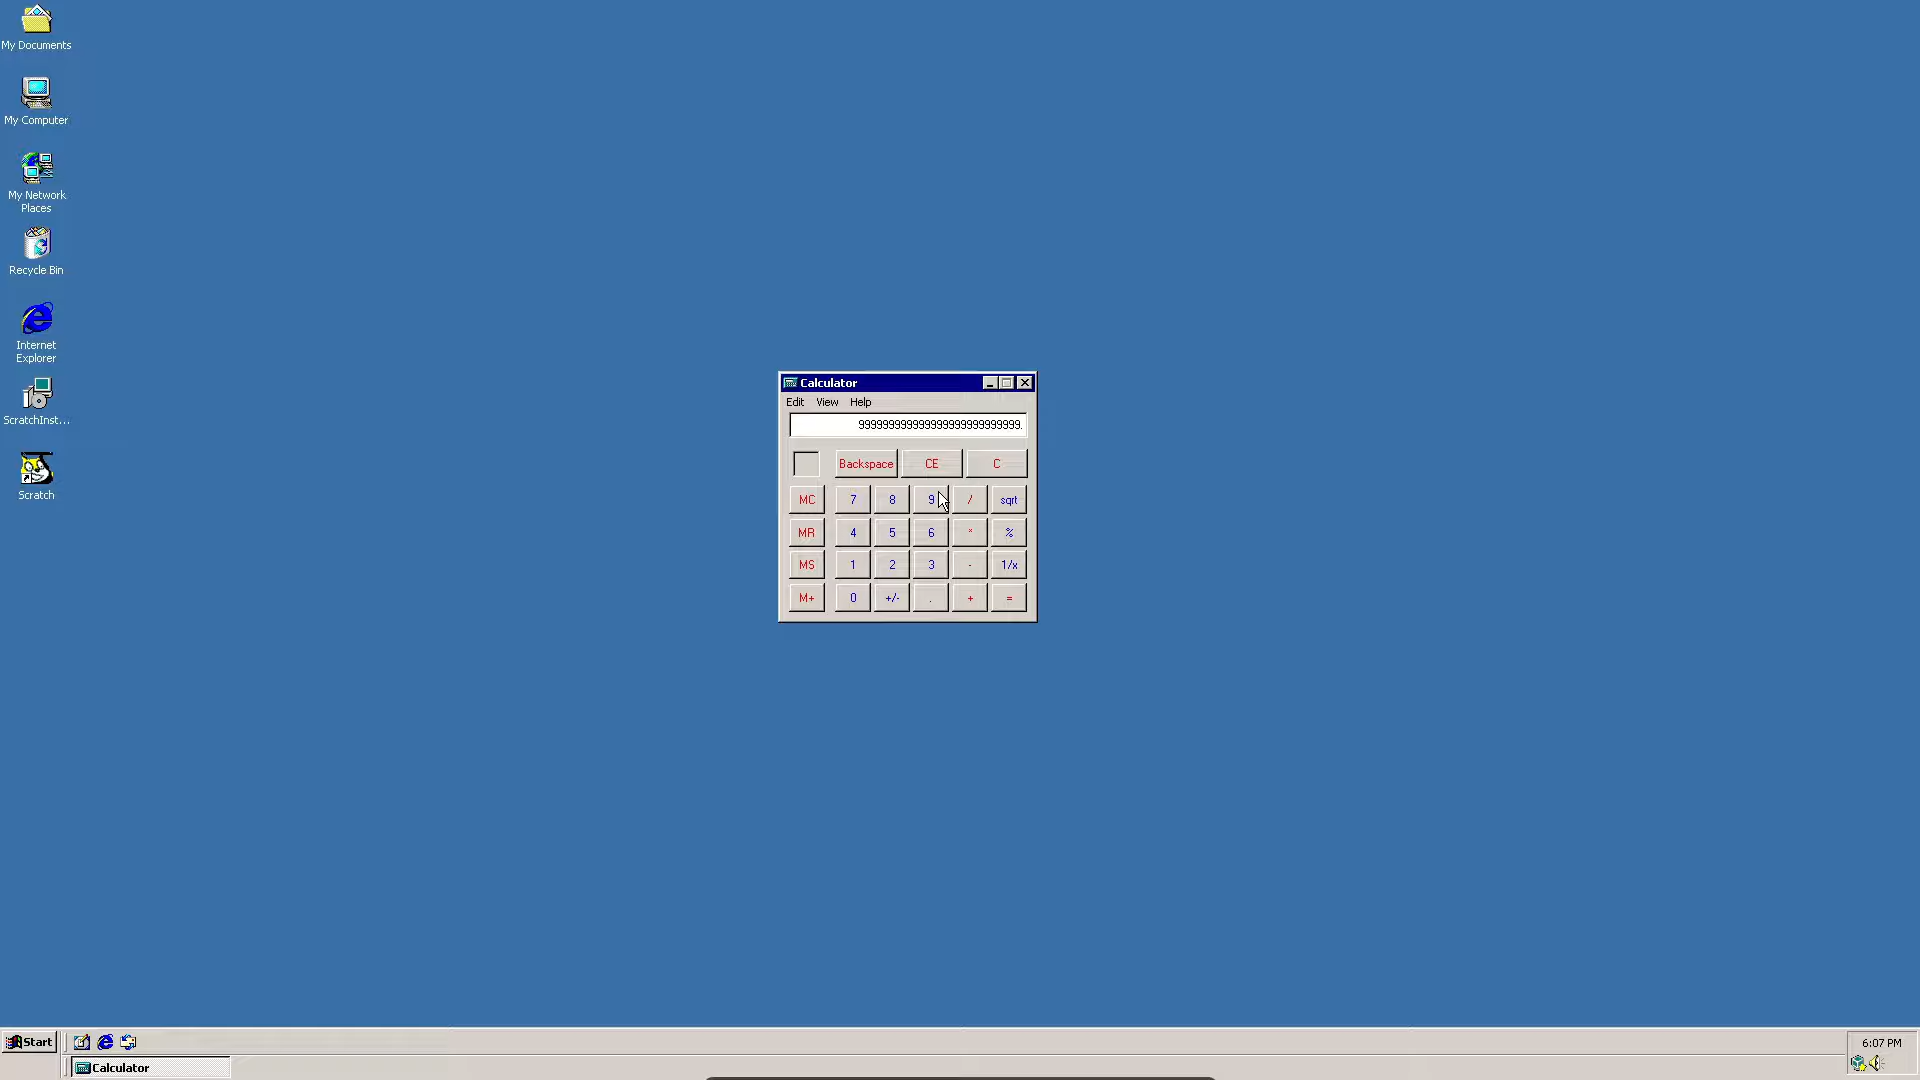 My Documents
My Computer
My Network
Places
Recycle Bin
Internet
Explorer
ScratchInst...
Scratch
Calculator
Edit View Help
999999999999999999999999999.
Backspace CE C
MC 7 8 9 / sqrt
MR 4 5 6 * %
MS 1 2 3 - 1/x
M+ 0 +/- . + =
Start
Calculator
6:07 PM